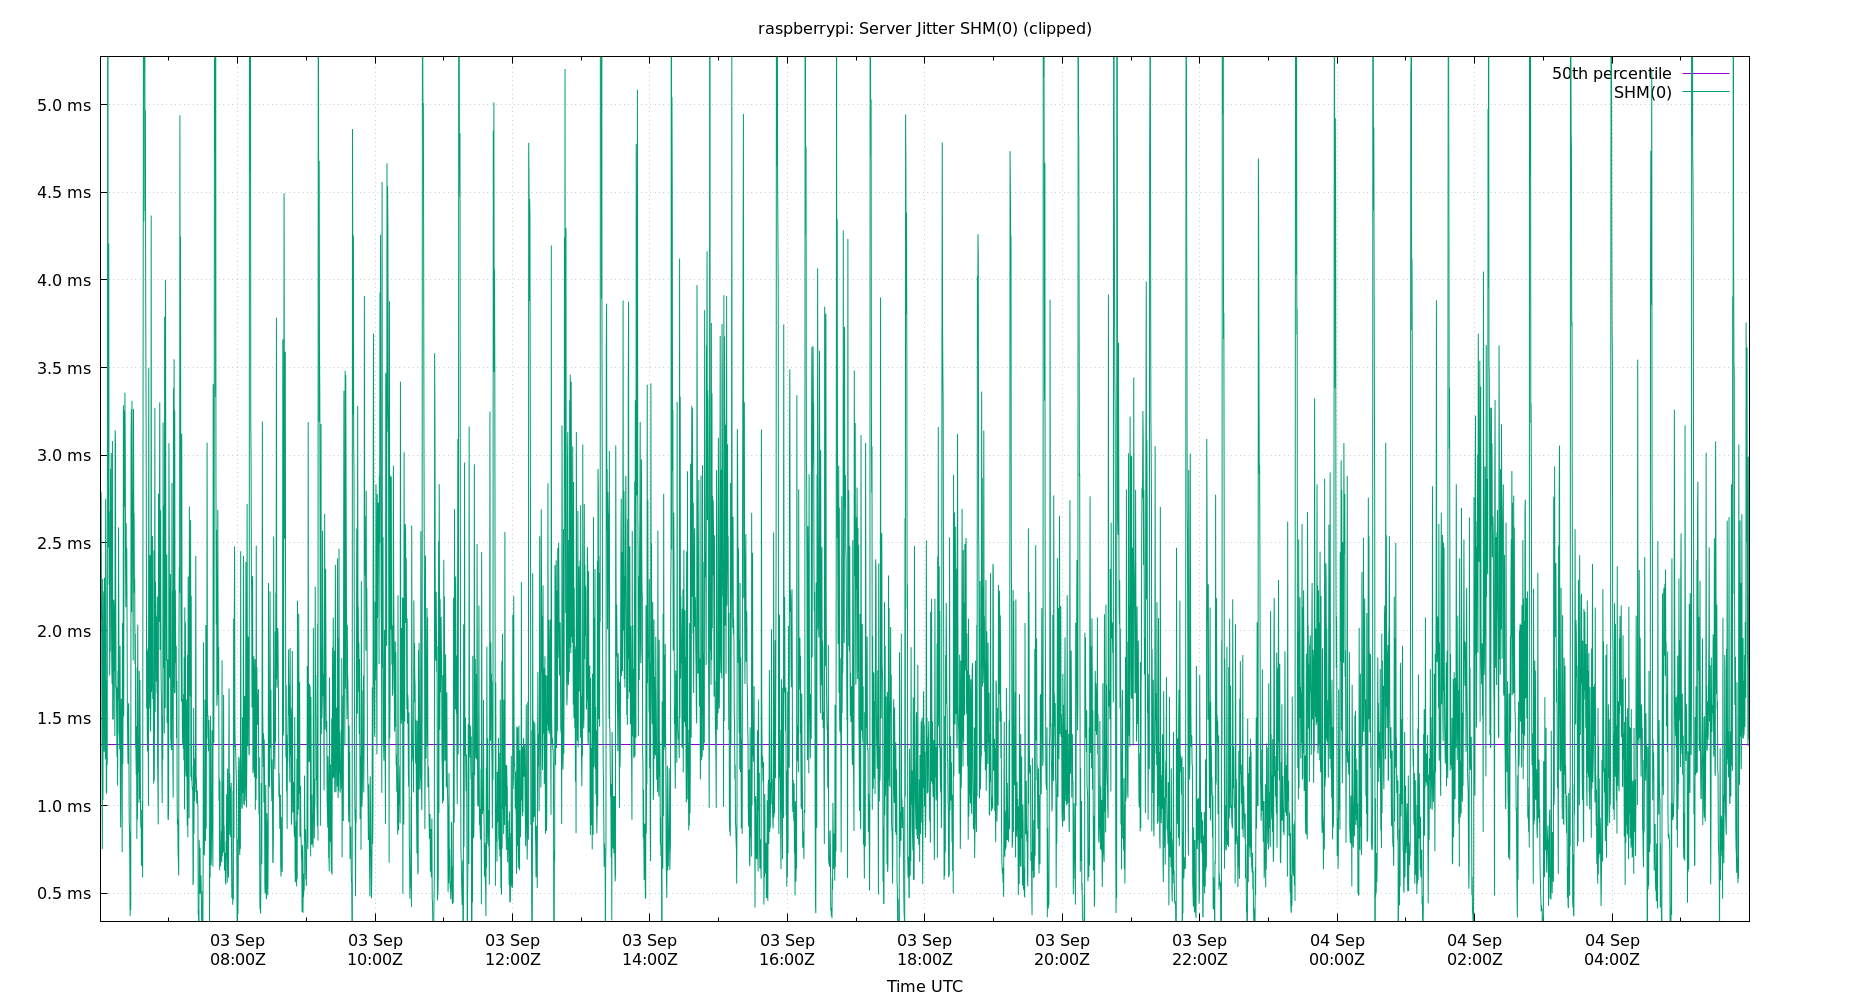 raspberrypi: Server Jitter SHM(0) (clipped)
50th percentile
SHM(0)
5.0 ms
4.5 ms
4.0 ms
3.5 ms
3.0 ms
2.5 ms
2.0 ms
1.5 ms
1.0 ms
0.5 ms
03 Sep 03 Sep 03 Sep 03 Sep 03 Sep 03 Sep 03 Sep 03 Sep 04 Sep 04 Sep 04 Sep
08:00Z 10:00Z 12:00Z 14:00Z 16:00Z 18:00Z 20:00Z 22:00Z 00:00Z 02:00Z 04:00Z
Time UTC